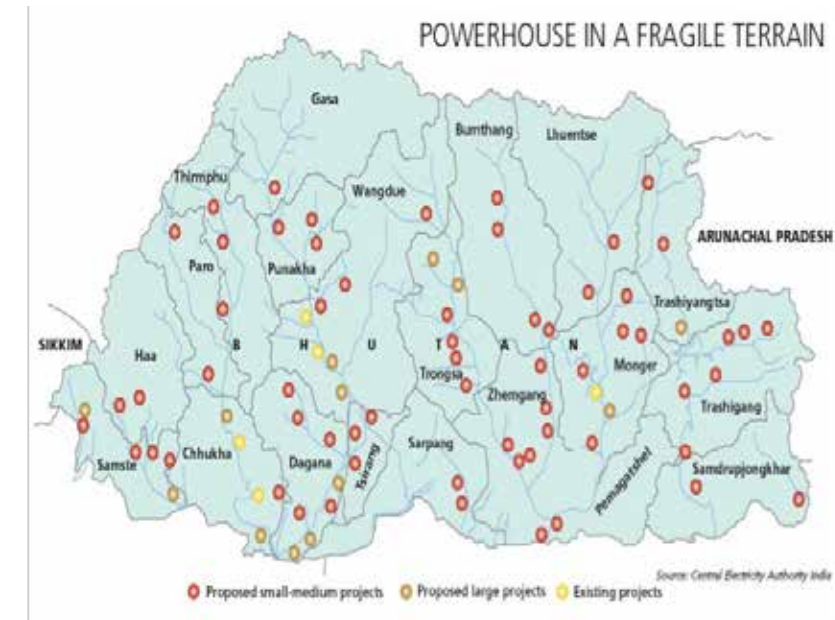 POWERHOUSE IN A FRAGILE TERRAIN
Gasa
Bumthang
Lhuentse
Thimphu
Wangdue
ARUNACHAL PRADESH
Paro
Punakha
Trashiyangtsa
SIKKIM
Haa
B H U T A N
Trongsa
Zhemgang
Monger
Trashigang
Samste
Chhukha
Dagana
Tsirang
Sarpang
Pemagatshel
Samdrupjongkhar
Source: Central Electricity Authority India
Proposed small-medium projects Proposed large projects Existing projects